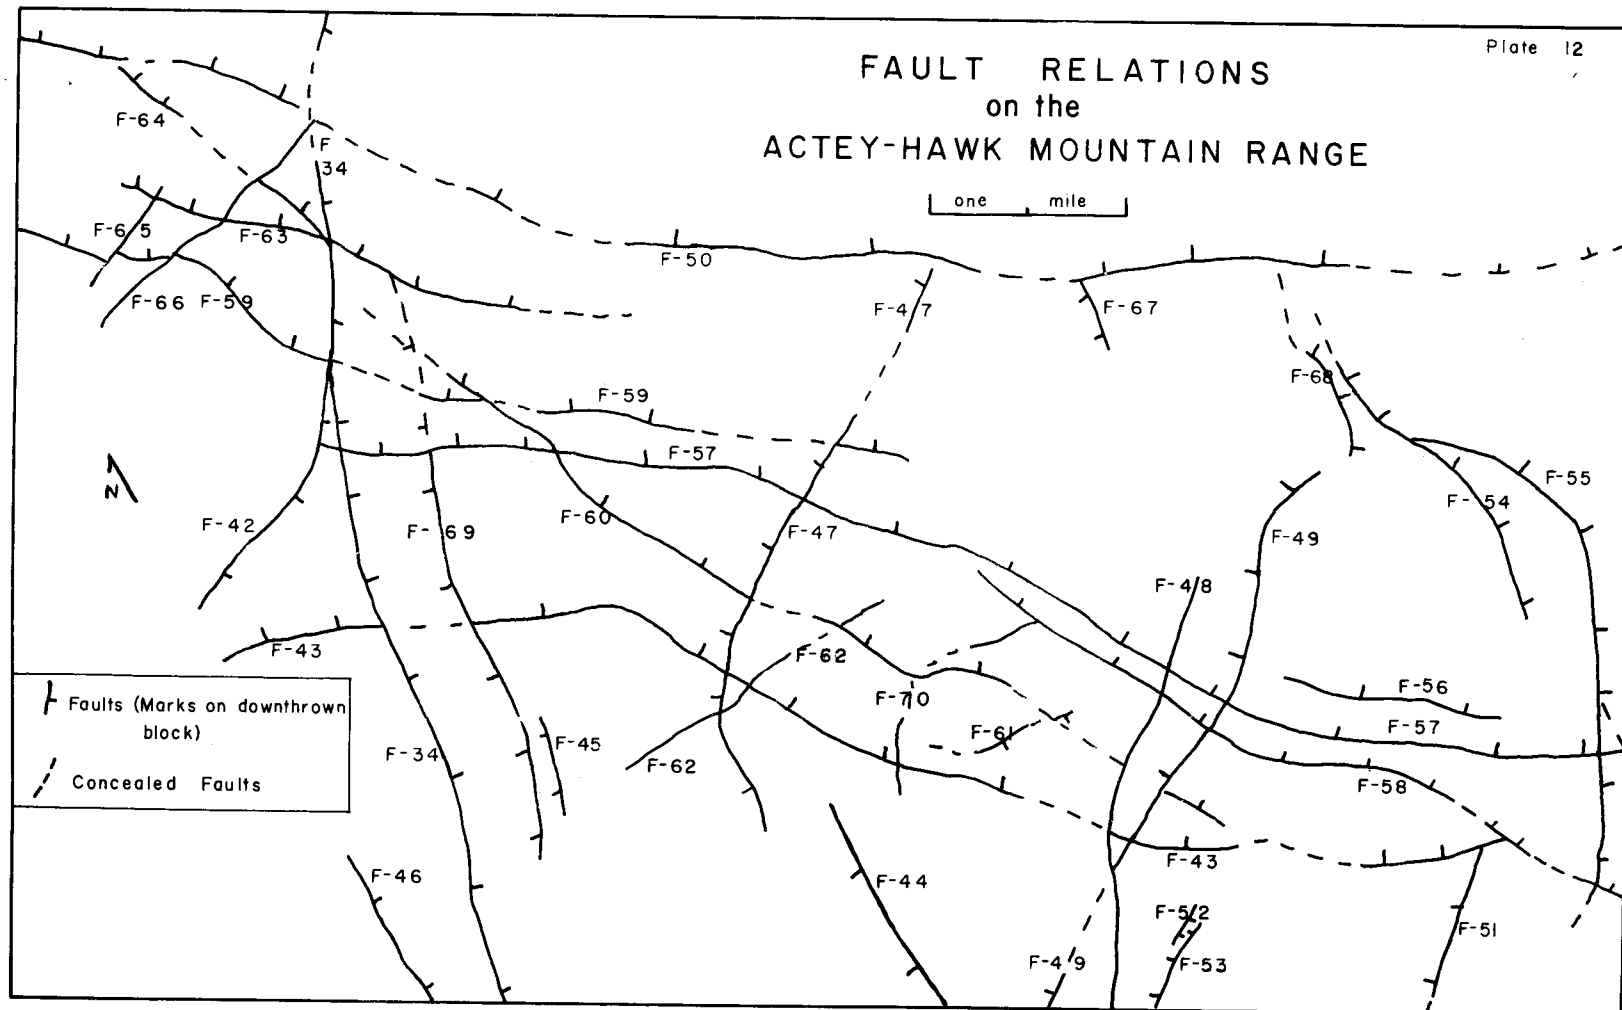 Plate 12
FAULT RELATIONS
on the
ACTEY-HAWK MOUNTAIN RANGE
one mile
F-64
F
34
F-65
F-63
F-66
F-59
F-50
F-47
F-67
F-68
F-59
F-57
F-55
F-54
F-42
F-69
F-60
F-47
F-49
F-48
N
F-43
F-62
F-56
F-70
F-57
F-61
F-34
F-45
F-62
F-58
Faults (Marks on downthrown
block)
Concealed Faults
F-43
F-46
F-44
F-52
F-51
F-49
F-53